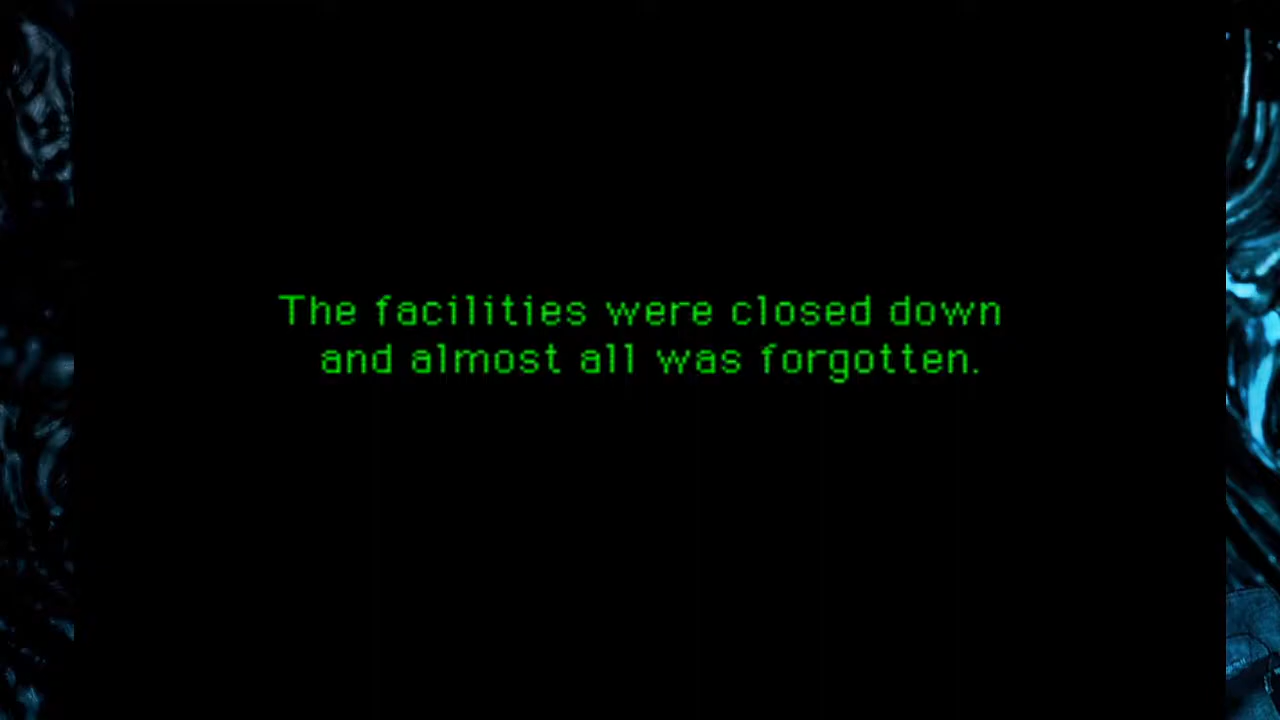 The facilities were closed down
and almost all was forgotten.